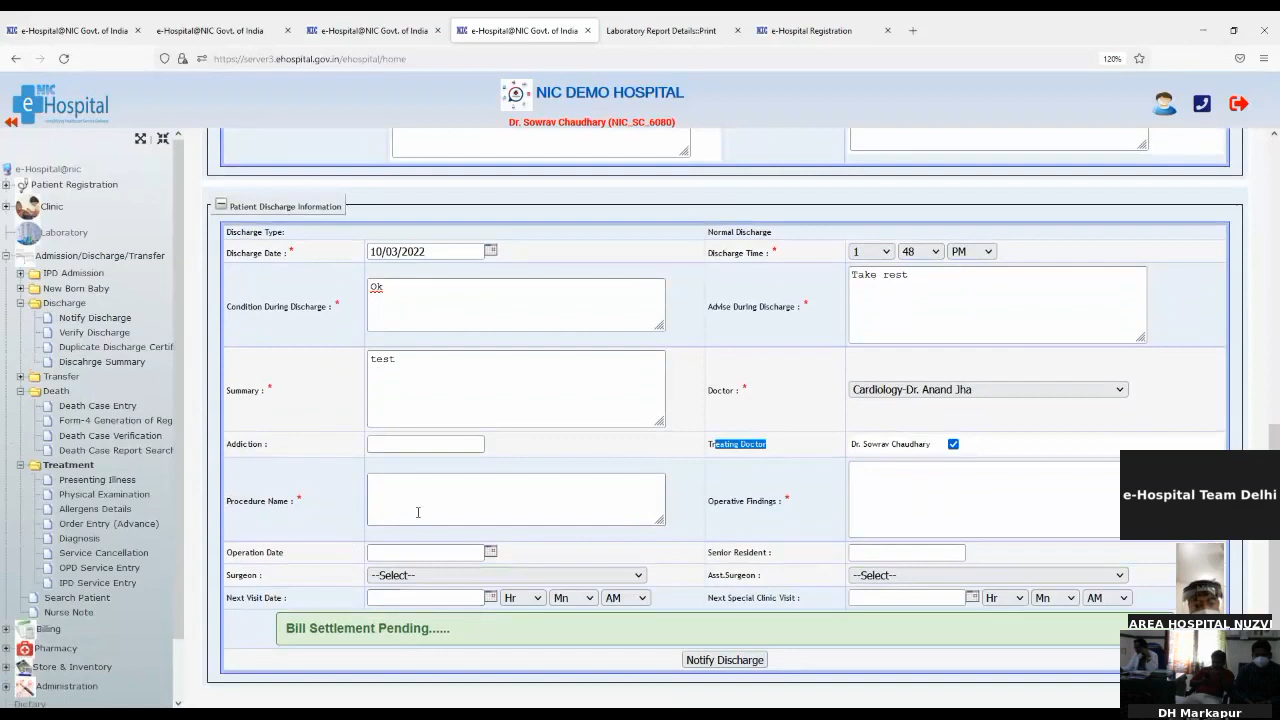 e-Hospital@NIC Govt. of India
e-Hospital@NIC Govt. of India
e-Hospital@NIC Govt. of India
e-Hospital@NIC Govt. of India
Laboratory Report Details::Print
e-Hospital Registration
https://server3.ehospital.gov.in/ehospital/home
120%
NIC
eHospital
NIC DEMO HOSPITAL
Dr. Sowrav Chaudhary (NIC_SC_6080)
e-Hospital@nic
Patient Registration
Clinic
Laboratory
Admission/Discharge/Transfer
IPD Admission
New Born Baby
Discharge
Notify Discharge
Verify Discharge
Duplicate Discharge Certif
Discahrge Summary
Transfer
Death
Death Case Entry
Form-4 Generation of Reg
Death Case Verification
Death Case Report Search
Treatment
Presenting Illness
Physical Examination
Allergens Details
Order Entry (Advance)
Diagnosis
Service Cancellation
OPD Service Entry
IPD Service Entry
Search Patient
Nurse Note
Billing
Pharmacy
Store & Inventory
Administration
Dietary
Patient Discharge Information
Discharge Type: Normal Discharge
Discharge Date : * 10/03/2022 Discharge Time : * 1 48 PM
Condition During Discharge : * Ok Advise During Discharge : * Take rest
Summary : * test Doctor : * Cardiology-Dr. Anand Jha
Addiction : Treating Doctor Dr. Sowrav Chaudhary
Procedure Name : * Operative Findings : *
Operation Date Senior Resident :
Surgeon : --Select-- Asst.Surgeon : --Select--
Next Visit Date : Hr Mn AM Next Special Clinic Visit : Hr Mn AM
Bill Settlement Pending......
Notify Discharge
e-Hospital Team Delhi
AREA HOSPITAL NUZVI
DH Markapur